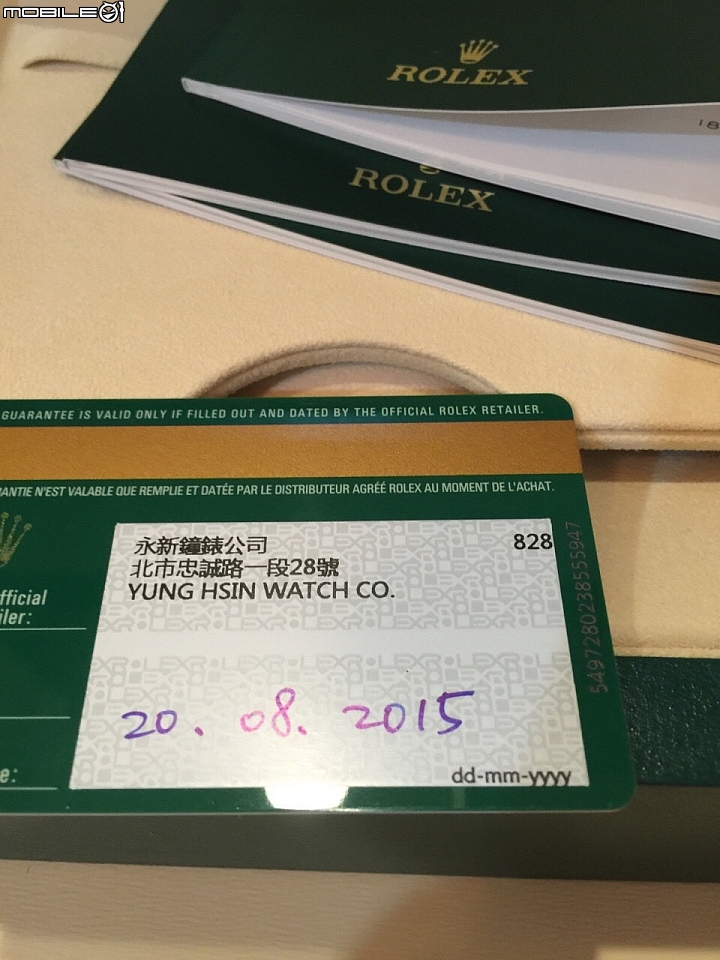 MOBILE01
ROLEX
18
ROLEX
GUARANTEE IS VALID ONLY IF FILLED OUT AND DATED BY THE OFFICIAL ROLEX RETAILER.
ANTIE N'EST VALABLE QUE REMPLIE ET DATÉE PAR LE DISTRIBUTEUR AGRÉÉ ROLEX AU MOMENT DE L'ACHAT.
永新鐘錶公司
828
北市忠誠路一段28號
YUNG HSIN WATCH CO.
fficial
iler:
5497280238555947
20. 08. 2015
e:
dd-mm-yyyy